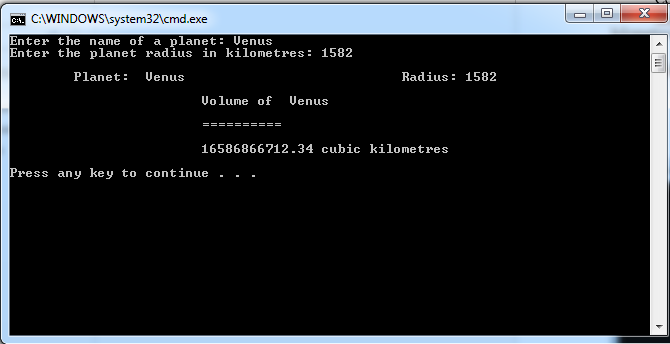 C:\WINDOWS\system32\cmd.exe
Enter the name of a planet: Venus
Enter the planet radius in kilometres: 1582
Planet:  Venus                           Radius: 1582
Volume of  Venus
==========
16586866712.34 cubic kilometres
Press any key to continue . . .